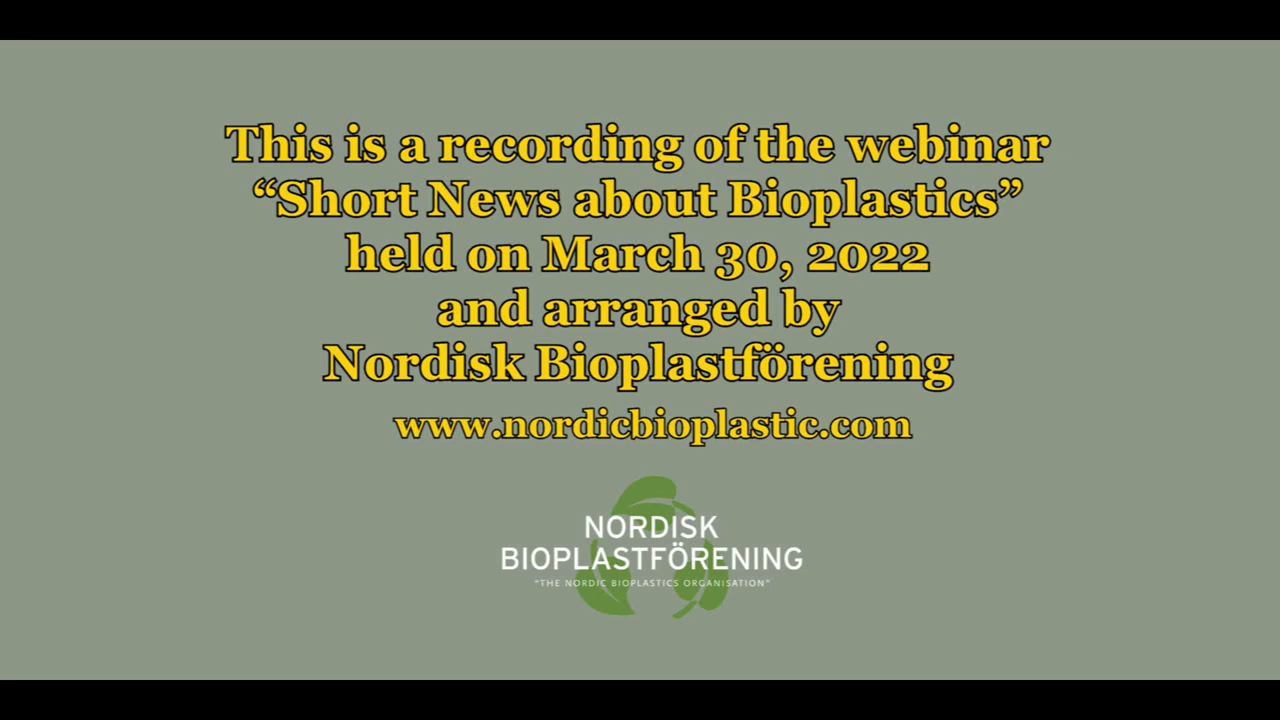 This is a recording of the webinar
“Short News about Bioplastics”
held on March 30, 2022
and arranged by
Nordisk Bioplastförening
www.nordicbioplastic.com
NORDISK
BIOPLASTFÖRENING
"THE NORDIC BIOPLASTICS ORGANISATION"